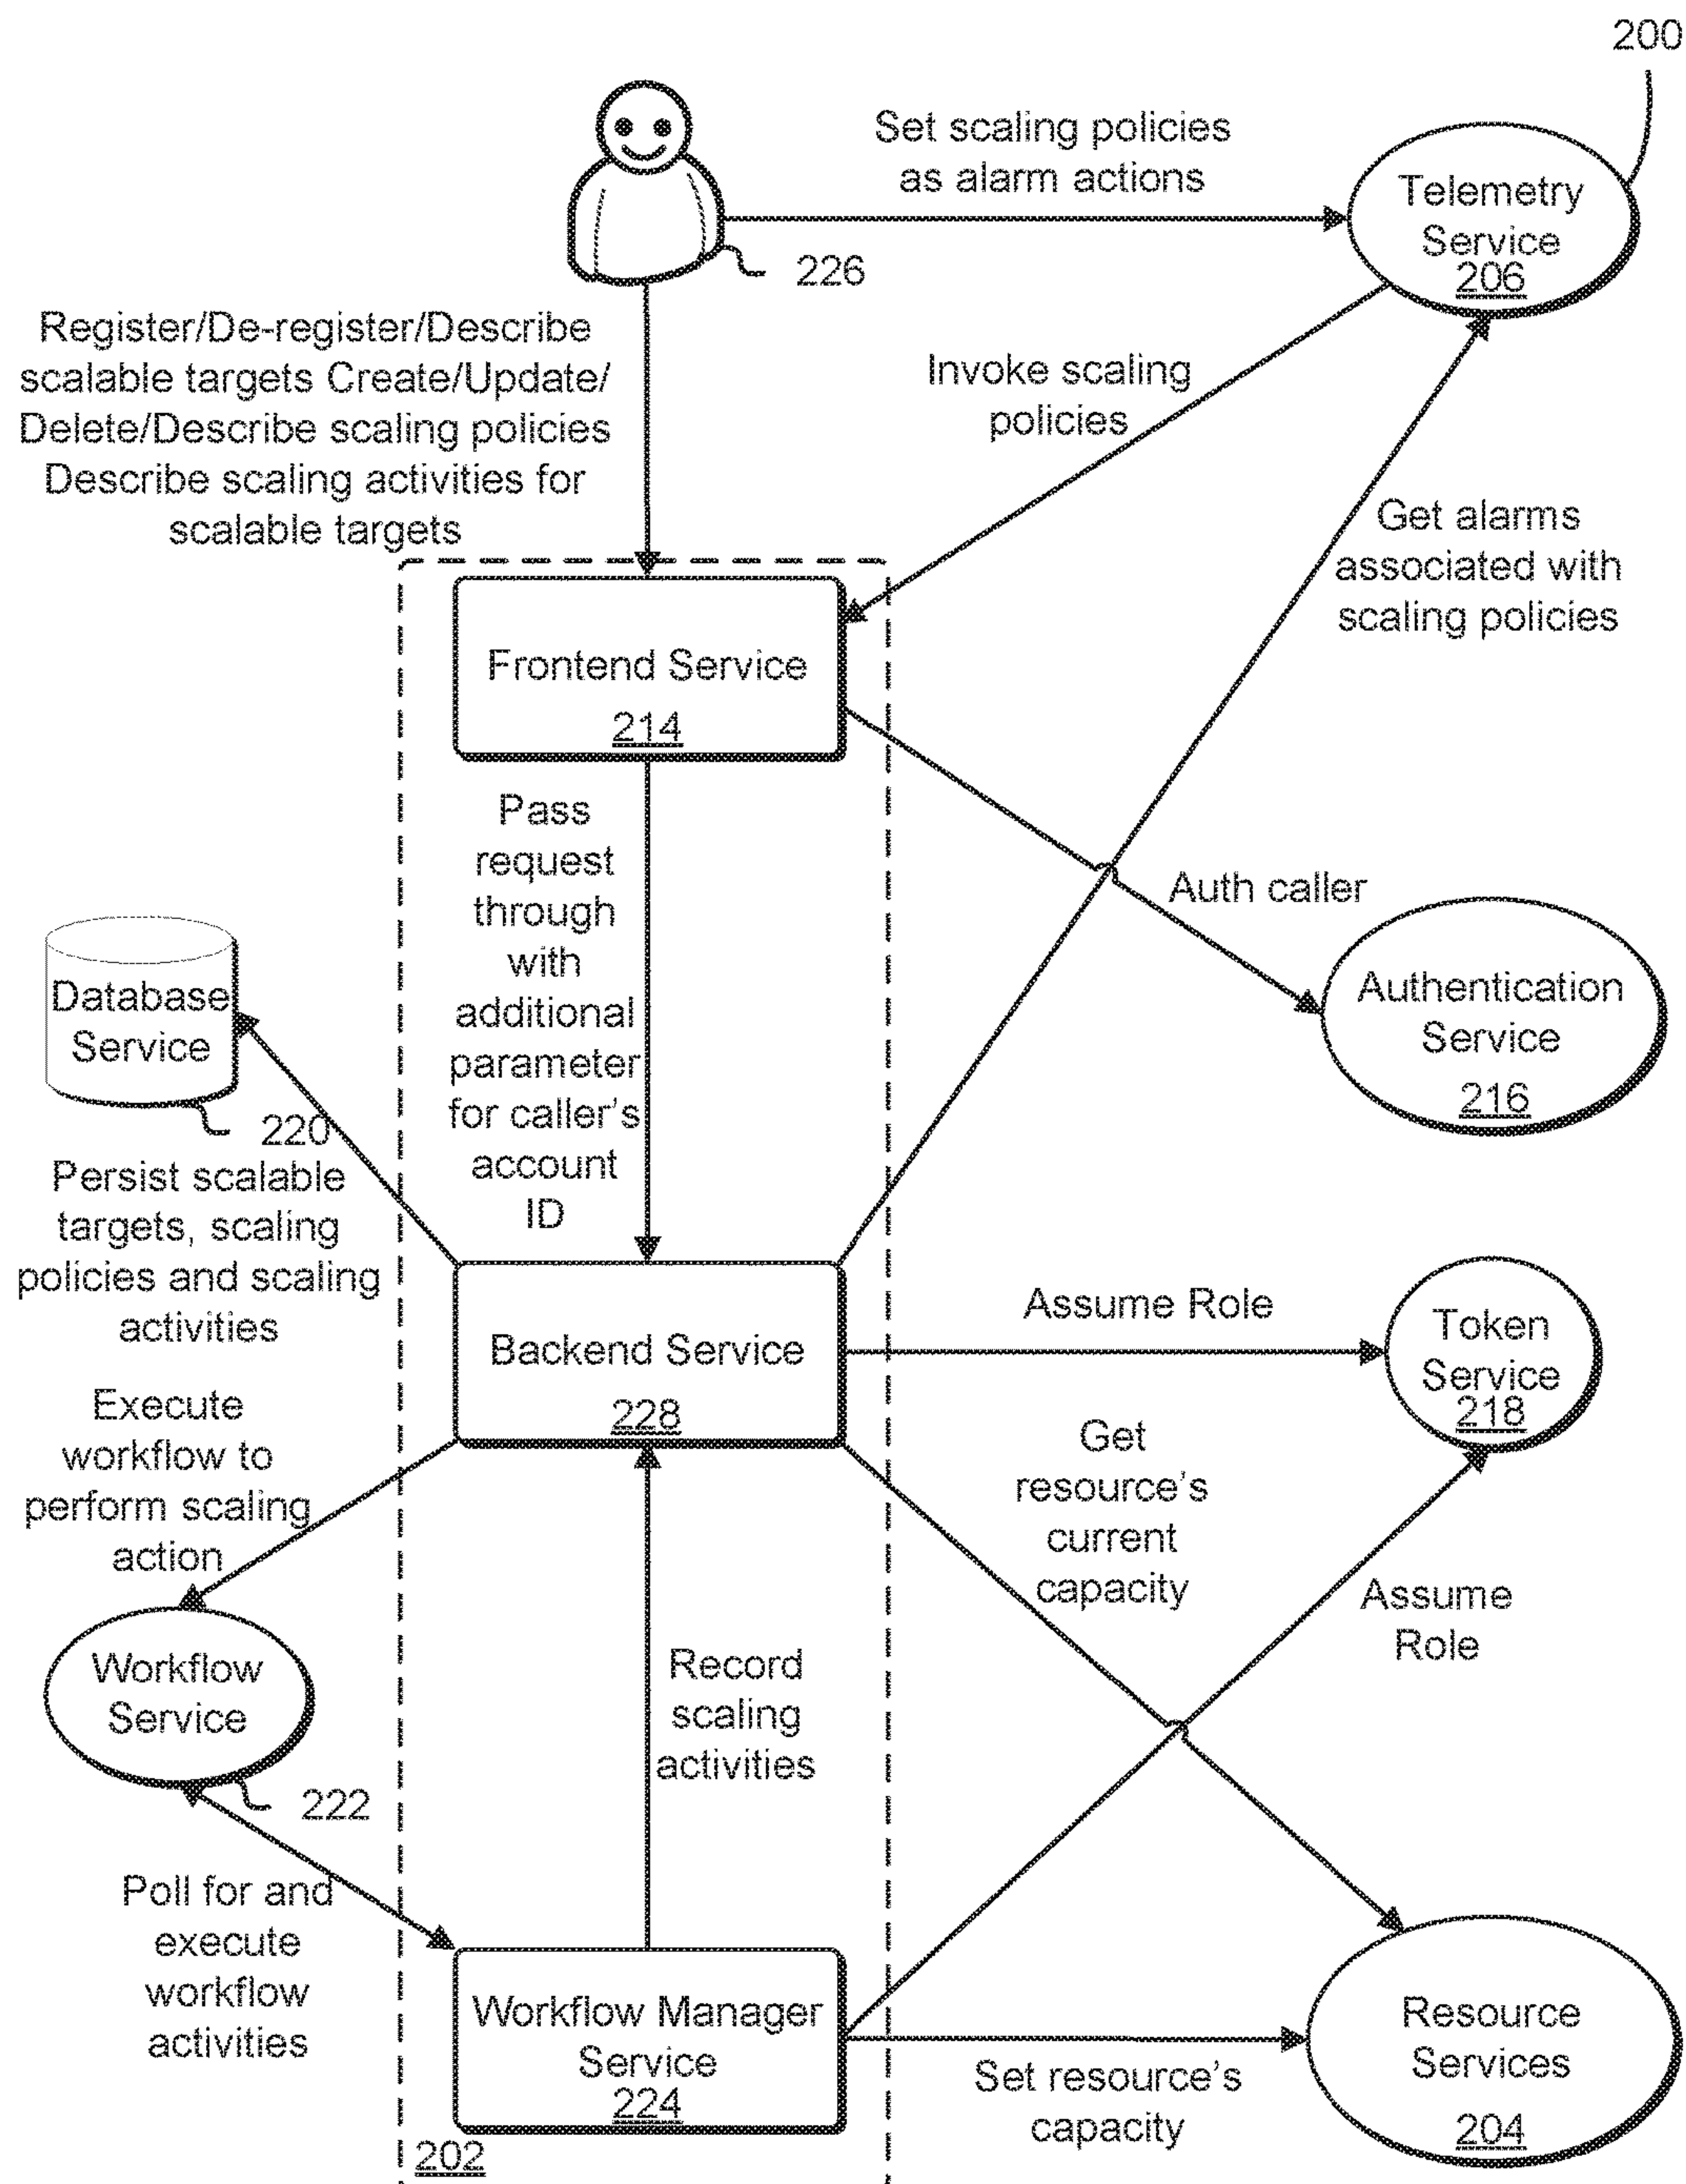 200
Set scaling policies
as alarm actions
Telemetry
Service
206
226
Register/De-register/Describe
scalable targets Create/Update/
Delete/Describe scaling policies
Describe scaling activities for
scalable targets
Invoke scaling
policies
Get alarms
associated with
scaling policies
Frontend Service
214
Pass
request
through
with
additional
parameter
for caller's
account
ID
Auth caller
Authentication
Service
216
Database
Service
220
Persist scalable
targets, scaling
policies and scaling
activities
Backend Service
228
Assume Role
Token
Service
218
Execute
workflow to
perform scaling
action
Get
resource's
current
capacity
Assume
Role
Workflow
Service
222
Record
scaling
activities
Poll for and
execute
workflow
activities
Workflow Manager
Service
224
Set resource's
capacity
Resource
Services
204
202